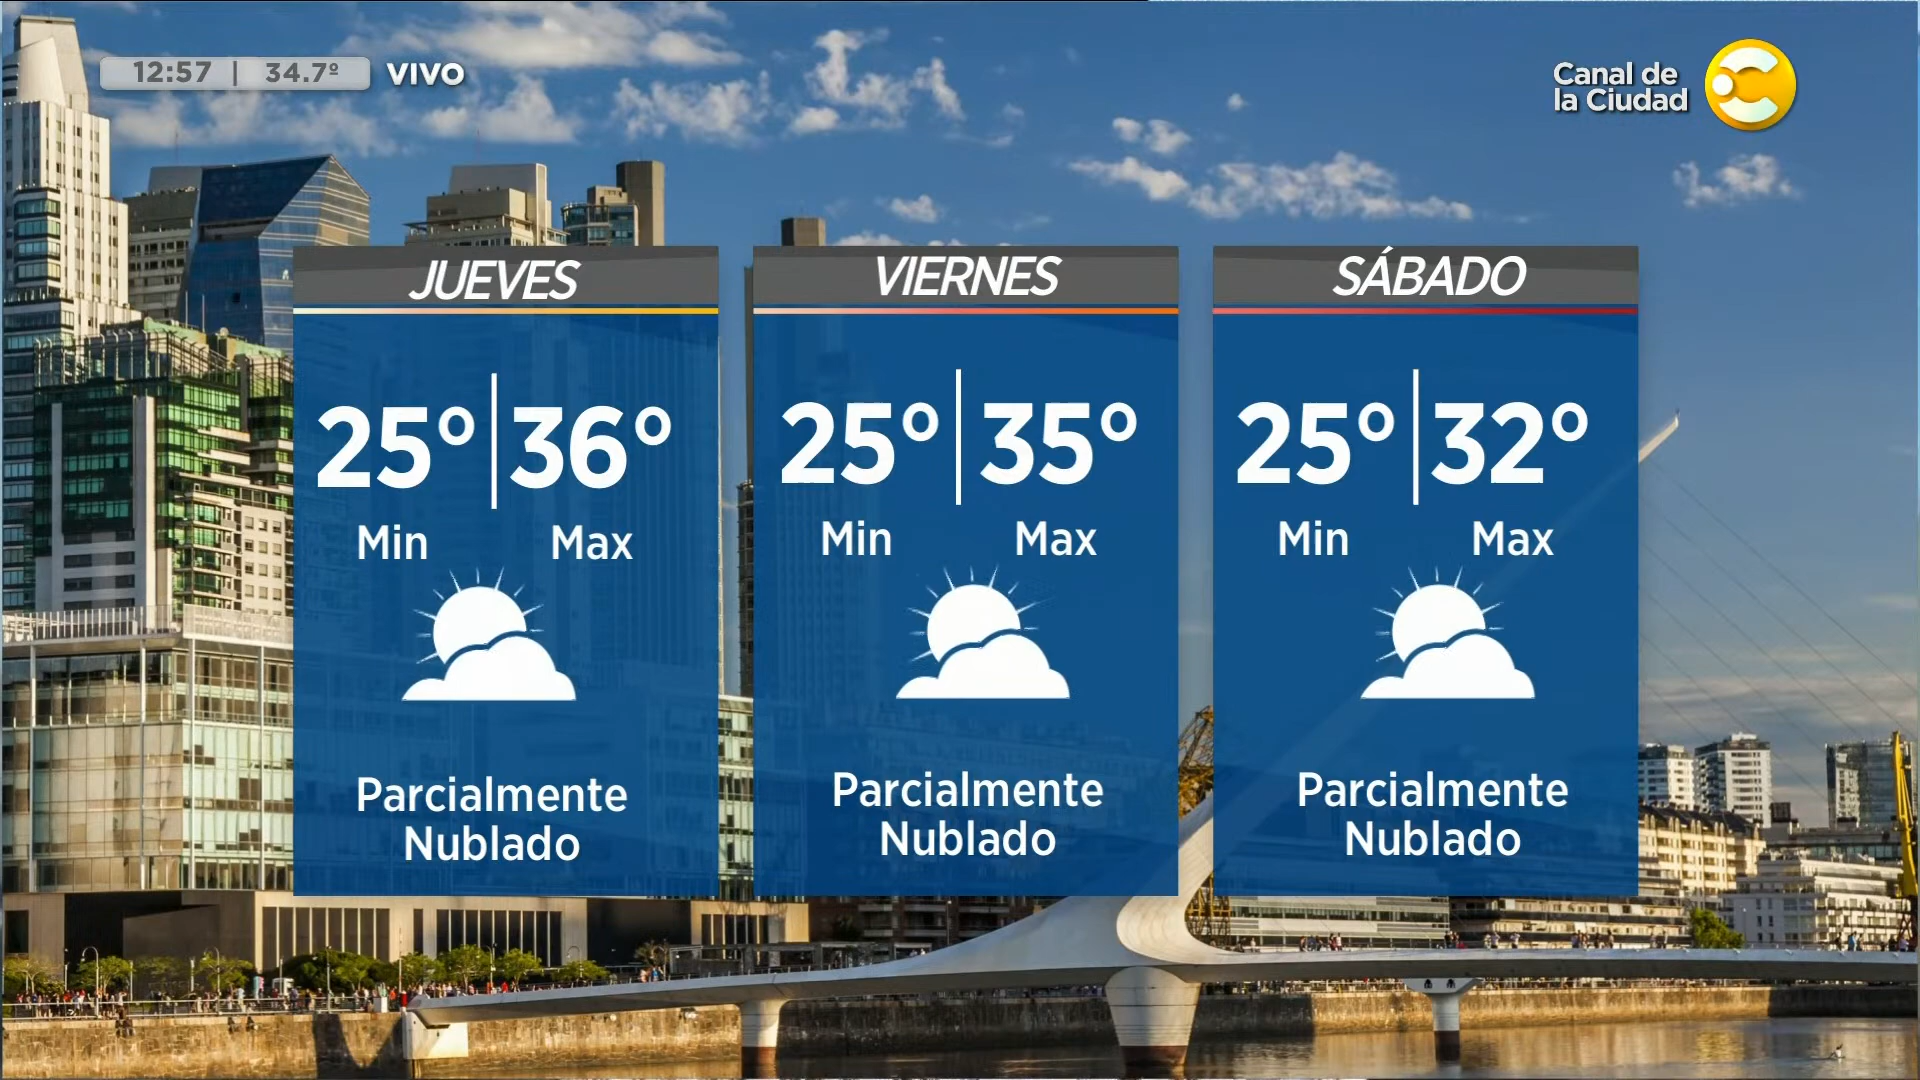 12:57 | 34.7º VIVO
Canal de
la Ciudad
JUEVES
25° 36°
Min Max
Parcialmente
Nublado
VIERNES
25° 35°
Min Max
Parcialmente
Nublado
SÁBADO
25° 32°
Min Max
Parcialmente
Nublado